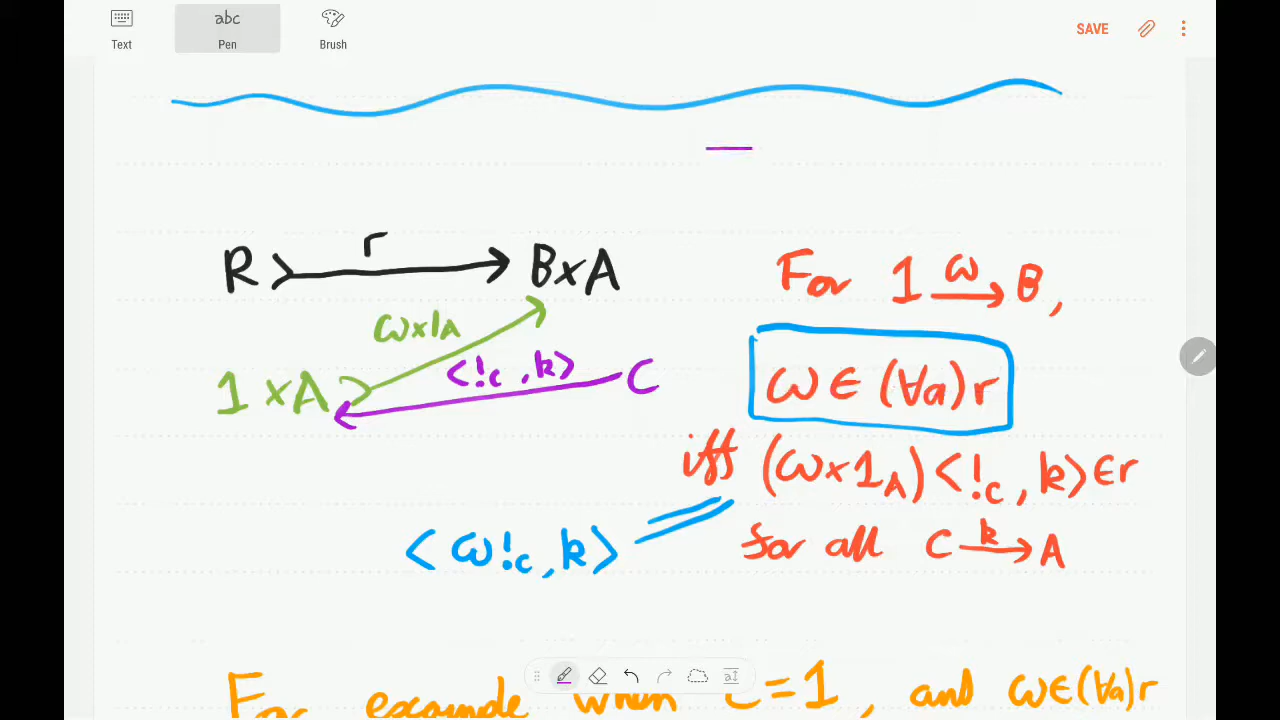 Text
abc
Pen
Brush
SAVE
R r B×A
For 1 ω→ B,
ω×1A
1×A
<!c, k> C
ω∈(∀a)r
iff (ω×1A)<!c, k>∈r
<ω!c, k>
for all C k→ A
For example when C=1, and ω∈(∀a)r